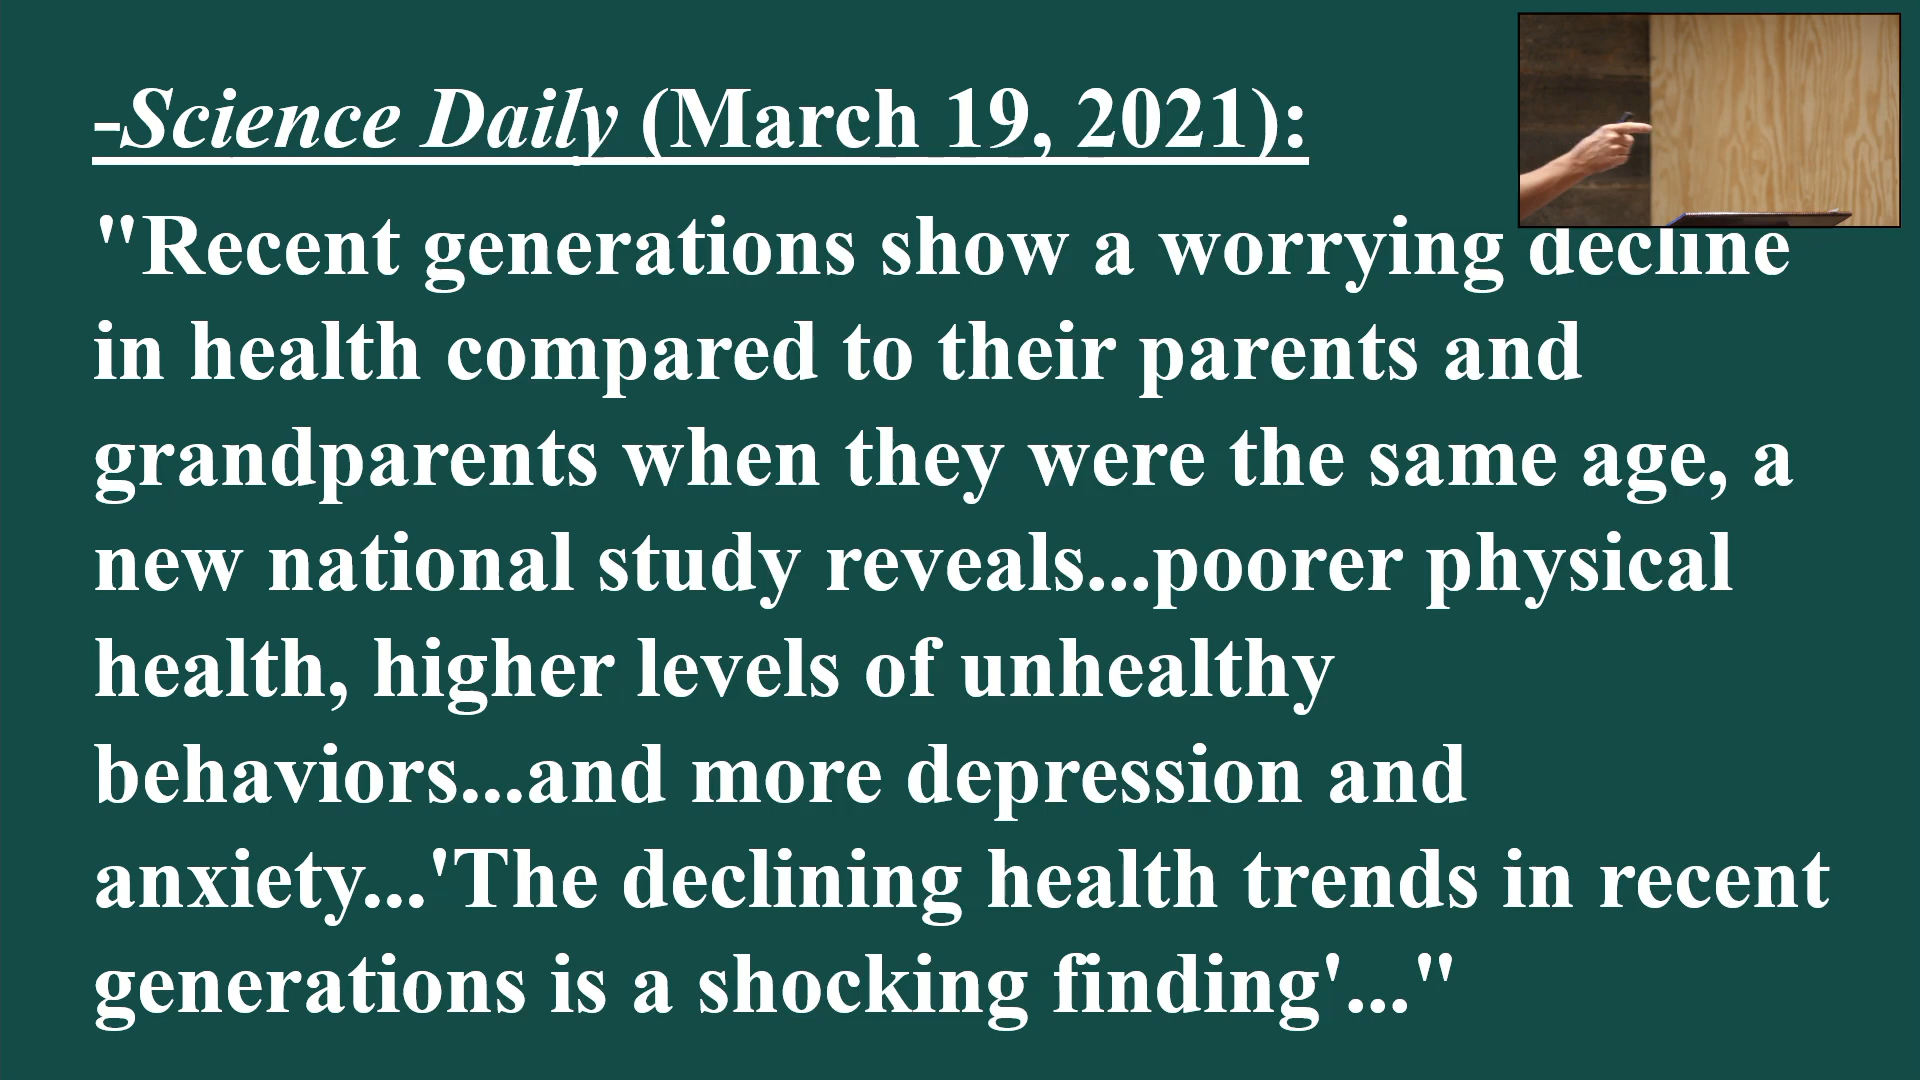 -Science Daily (March 19, 2021):
"Recent generations show a worrying decline
in health compared to their parents and
grandparents when they were the same age, a
new national study reveals...poorer physical
health, higher levels of unhealthy
behaviors...and more depression and
anxiety...'The declining health trends in recent
generations is a shocking finding'..."